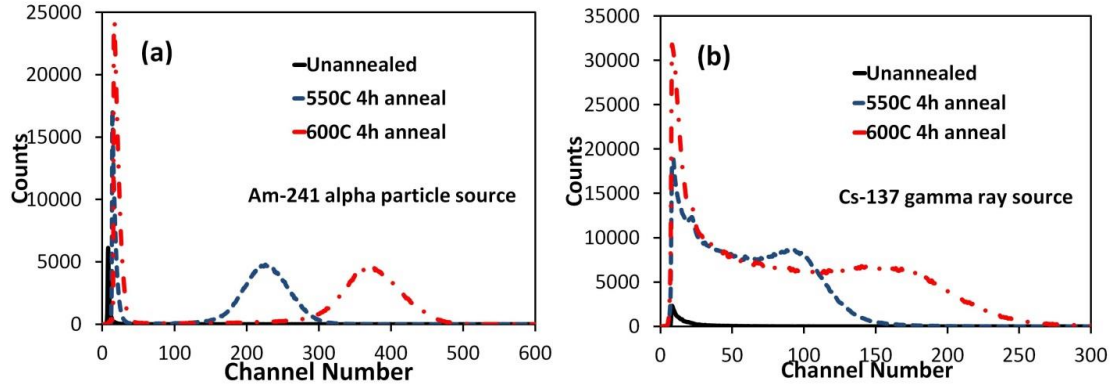 (a)
25000
20000
15000
10000
5000
0
Counts
Unannealed
550C 4h anneal
600C 4h anneal
Am-241 alpha particle source
0 100 200 300 400 500 600
Channel Number
(b)
35000
30000
25000
20000
15000
10000
5000
0
Counts
Unannealed
550C 4h anneal
600C 4h anneal
Cs-137 gamma ray source
0 50 100 150 200 250 300
Channel Number